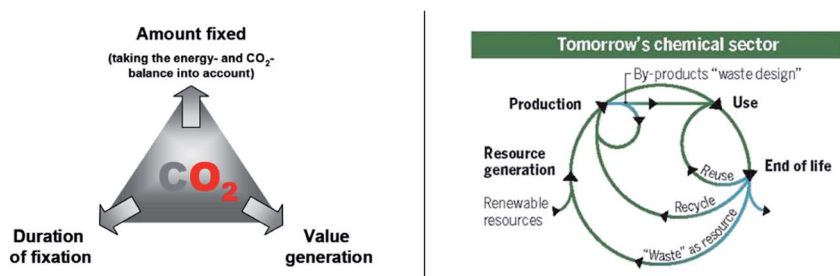 Amount fixed
(taking the energy- and CO₂-
balance into account)
CO₂
Duration
of fixation
Value
generation
Tomorrow's chemical sector
By-products "waste design"
Production
Use
Resource
generation
End of life
Reuse
Renewable
resources
Recycle
"Waste" as resource